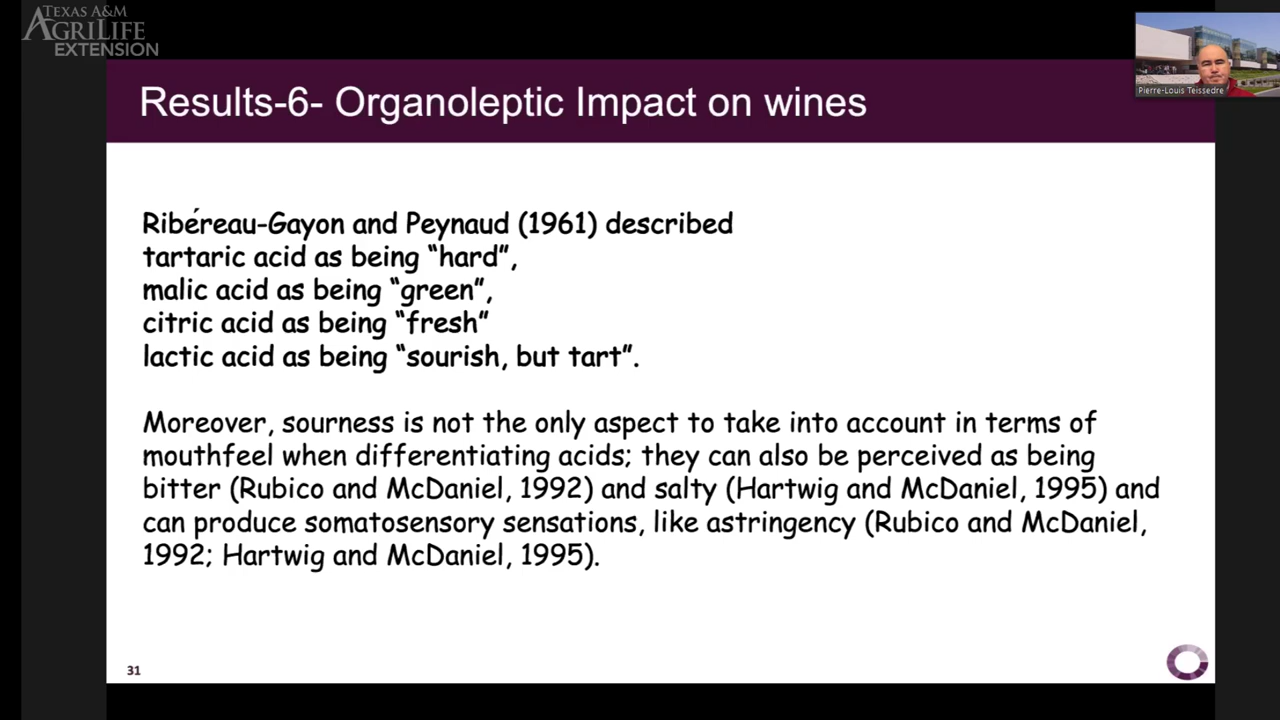 TEXAS A&M
AGRILIFE
EXTENSION
Pierre-Louis Teissedre
Results-6- Organoleptic Impact on wines
Ribéreau-Gayon and Peynaud (1961) described
tartaric acid as being “hard”,
malic acid as being “green”,
citric acid as being “fresh”
lactic acid as being “sourish, but tart”.
Moreover, sourness is not the only aspect to take into account in terms of
mouthfeel when differentiating acids; they can also be perceived as being
bitter (Rubico and McDaniel, 1992) and salty (Hartwig and McDaniel, 1995) and
can produce somatosensory sensations, like astringency (Rubico and McDaniel,
1992; Hartwig and McDaniel, 1995).
31